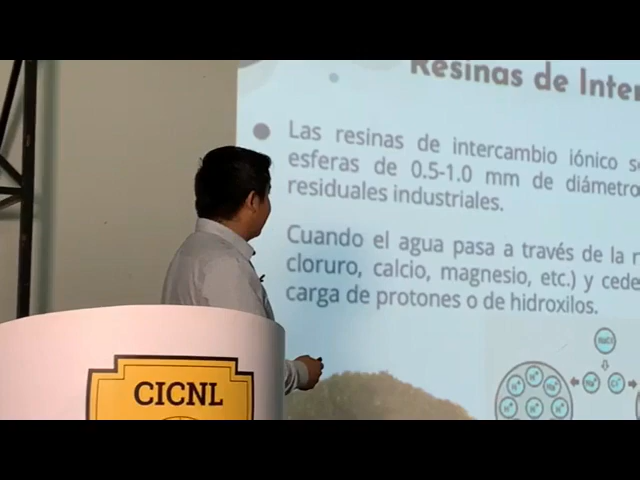 Resinas de Inter
Las resinas de intercambio iónico s
esferas de 0.5-1.0 mm de diámetro
residuales industriales.
Cuando el agua pasa a través de la r
cloruro, calcio, magnesio, etc.) y cede
carga de protones o de hidroxilos.
CICNL